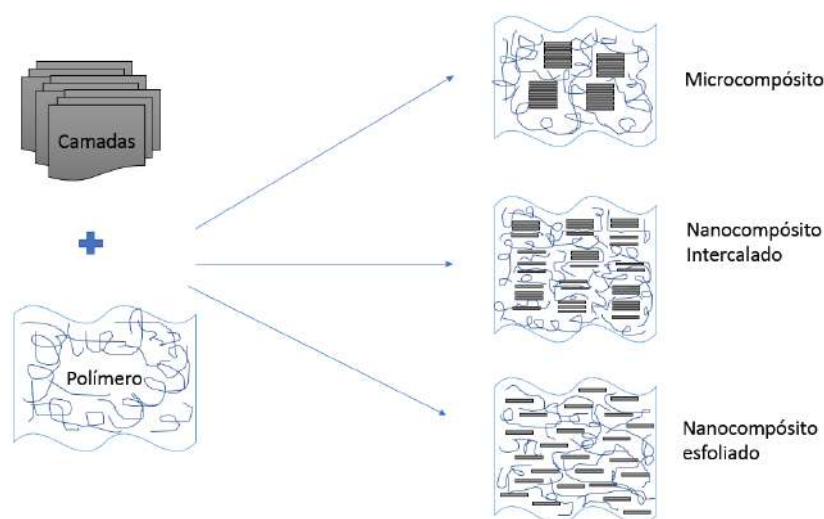 Camadas
Polímero
Microcompósito
Nanocompósito
Intercalado
Nanocompósito
esfoliado